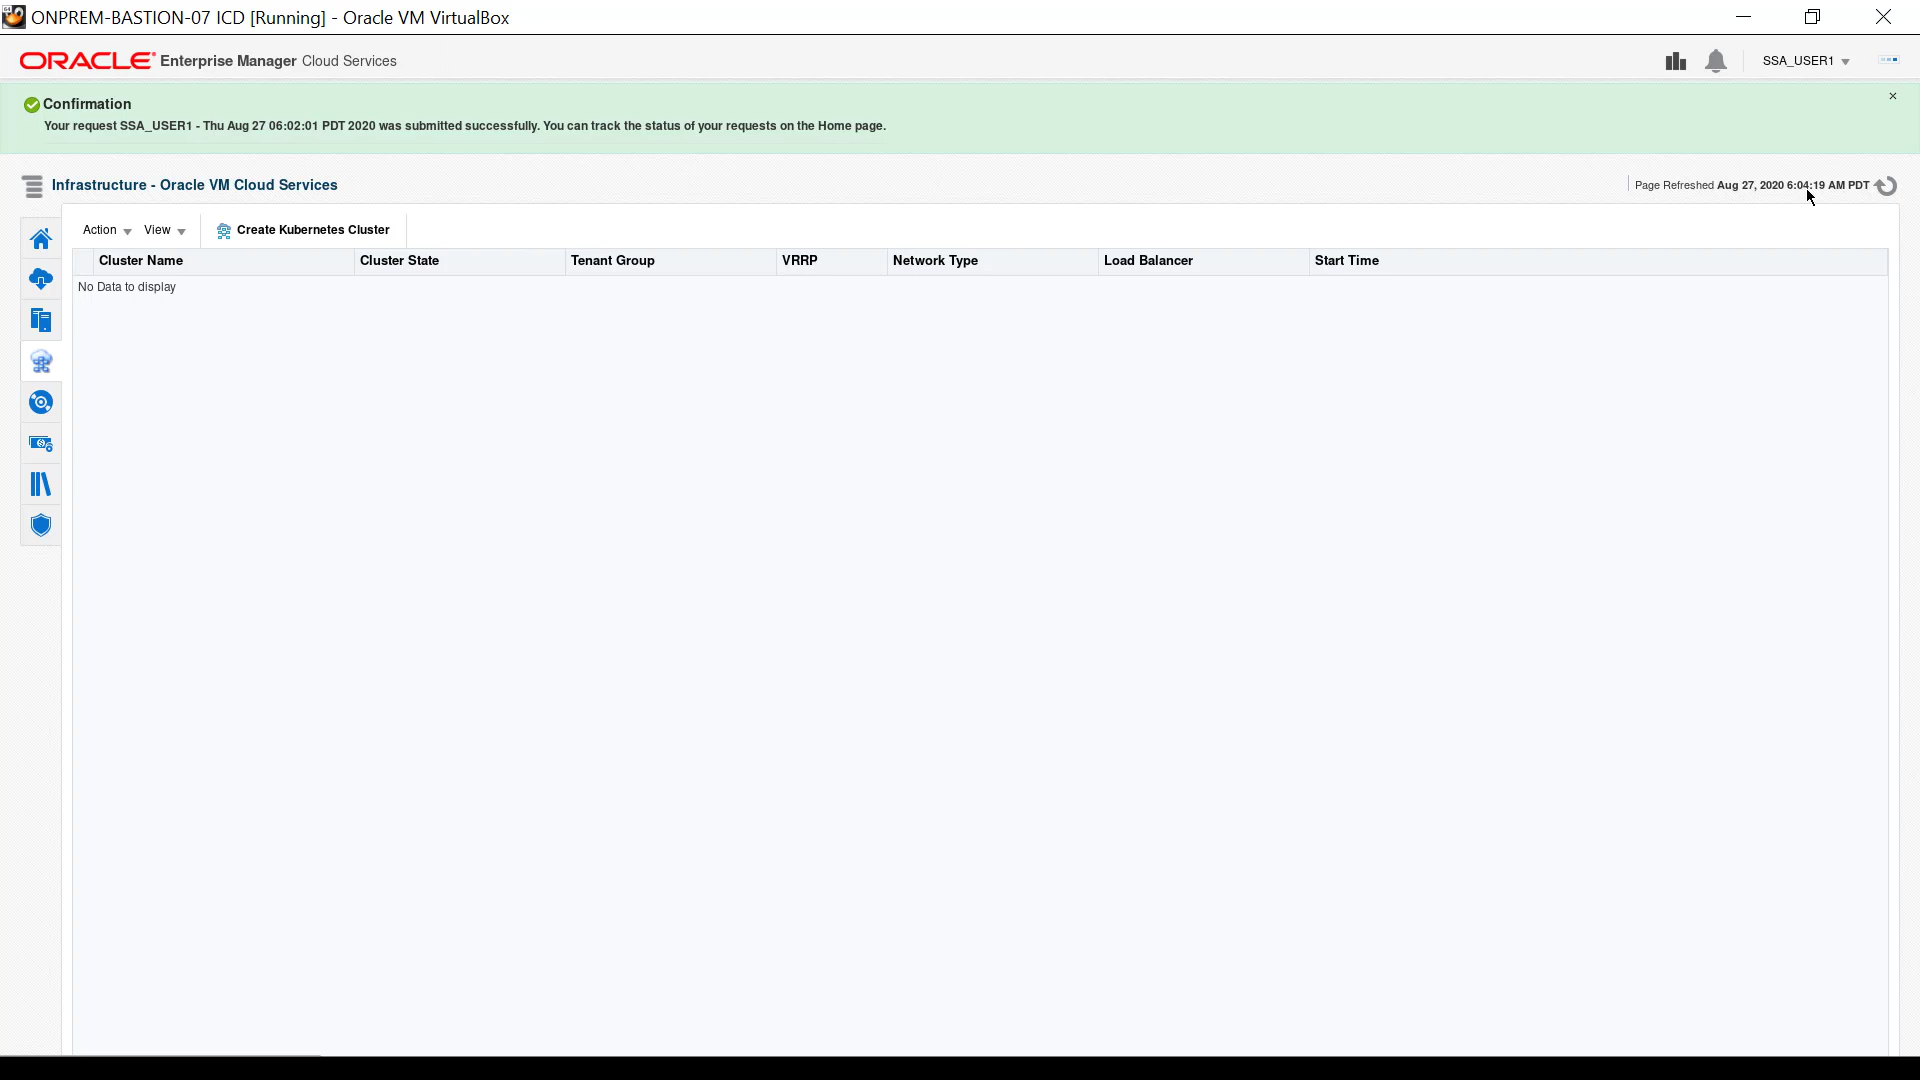 ONPREM-BASTION-07 ICD [Running] - Oracle VM VirtualBox
ORACLE Enterprise Manager Cloud Services
SSA_USER1
Confirmation
Your request SSA_USER1 - Thu Aug 27 06:02:01 PDT 2020 was submitted successfully. You can track the status of your requests on the Home page.
Infrastructure - Oracle VM Cloud Services
Page Refreshed Aug 27, 2020 6:04:19 AM PDT
Action View Create Kubernetes Cluster
Cluster Name Cluster State Tenant Group VRRP Network Type Load Balancer Start Time
No Data to display